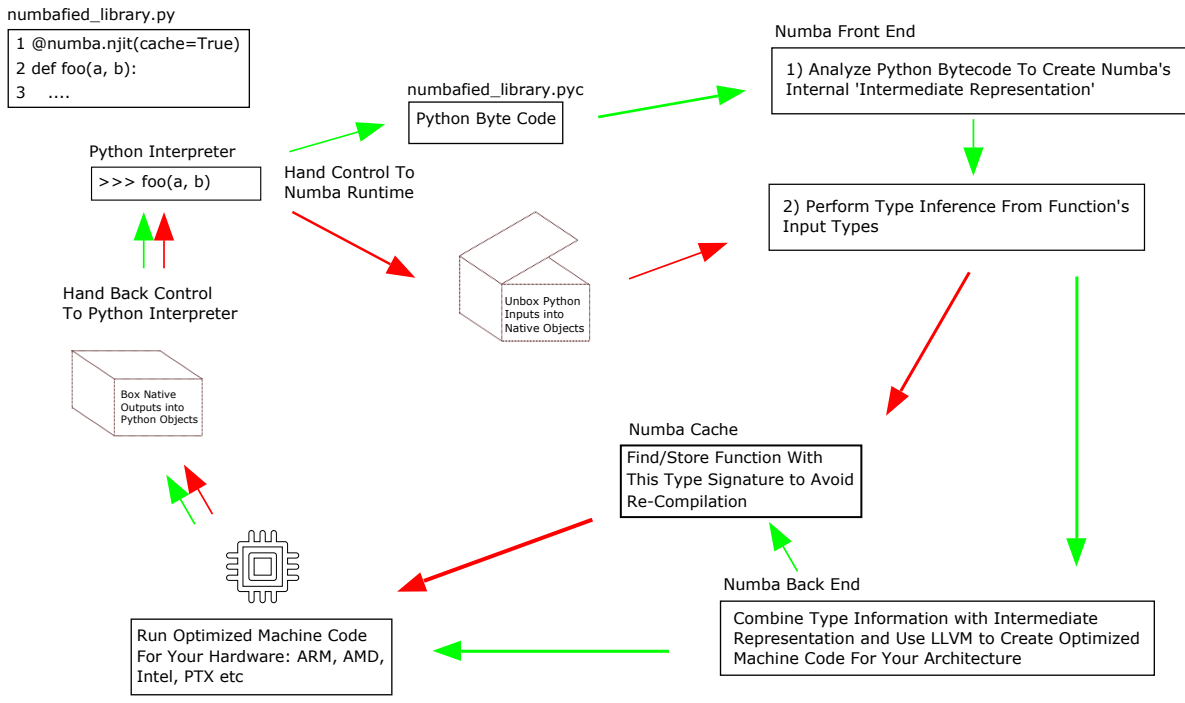 numbafied_library.py
1 @numba.njit(cache=True)
2 def foo(a, b):
3 ....
Numba Front End
1) Analyze Python Bytecode To Create Numba's
Internal 'Intermediate Representation'
numbafied_library.pyc
Python Byte Code
Python Interpreter
>>> foo(a, b)
Hand Control To
Numba Runtime
2) Perform Type Inference From Function's
Input Types
Unbox Python
Inputs into
Native Objects
Hand Back Control
To Python Interpreter
Box Native
Outputs into
Python Objects
Numba Cache
Find/Store Function With
This Type Signature to Avoid
Re-Compilation
Numba Back End
Combine Type Information with Intermediate
Representation and Use LLVM to Create Optimized
Machine Code For Your Architecture
Run Optimized Machine Code
For Your Hardware: ARM, AMD,
Intel, PTX etc